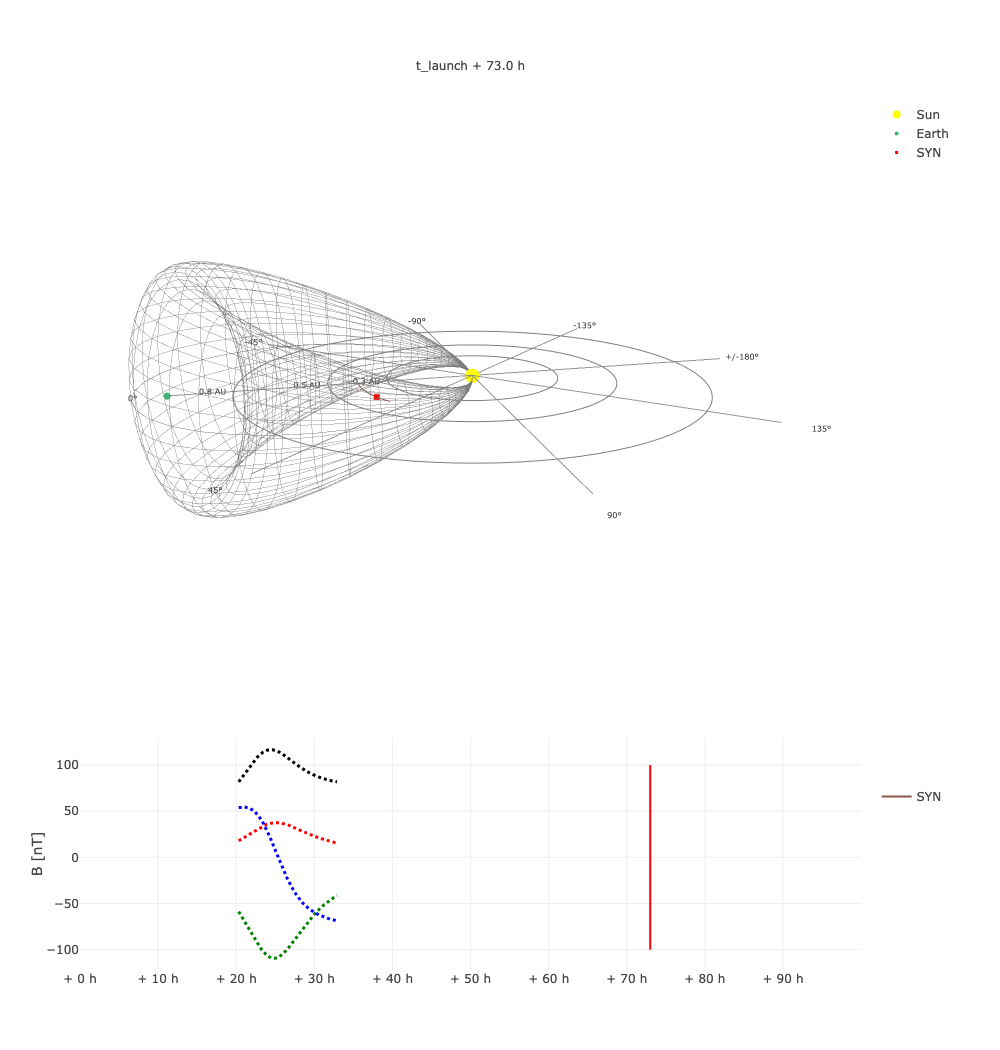 t_launch + 73.0 h
Sun
Earth
SYN
-90°
-135°
-45°
+/-180°
0.3 AU
0.5 AU
0.8 AU
0°
135°
45°
90°
100
50
0
−50
−100
B [nT]
SYN
+ 0 h
+ 10 h
+ 20 h
+ 30 h
+ 40 h
+ 50 h
+ 60 h
+ 70 h
+ 80 h
+ 90 h